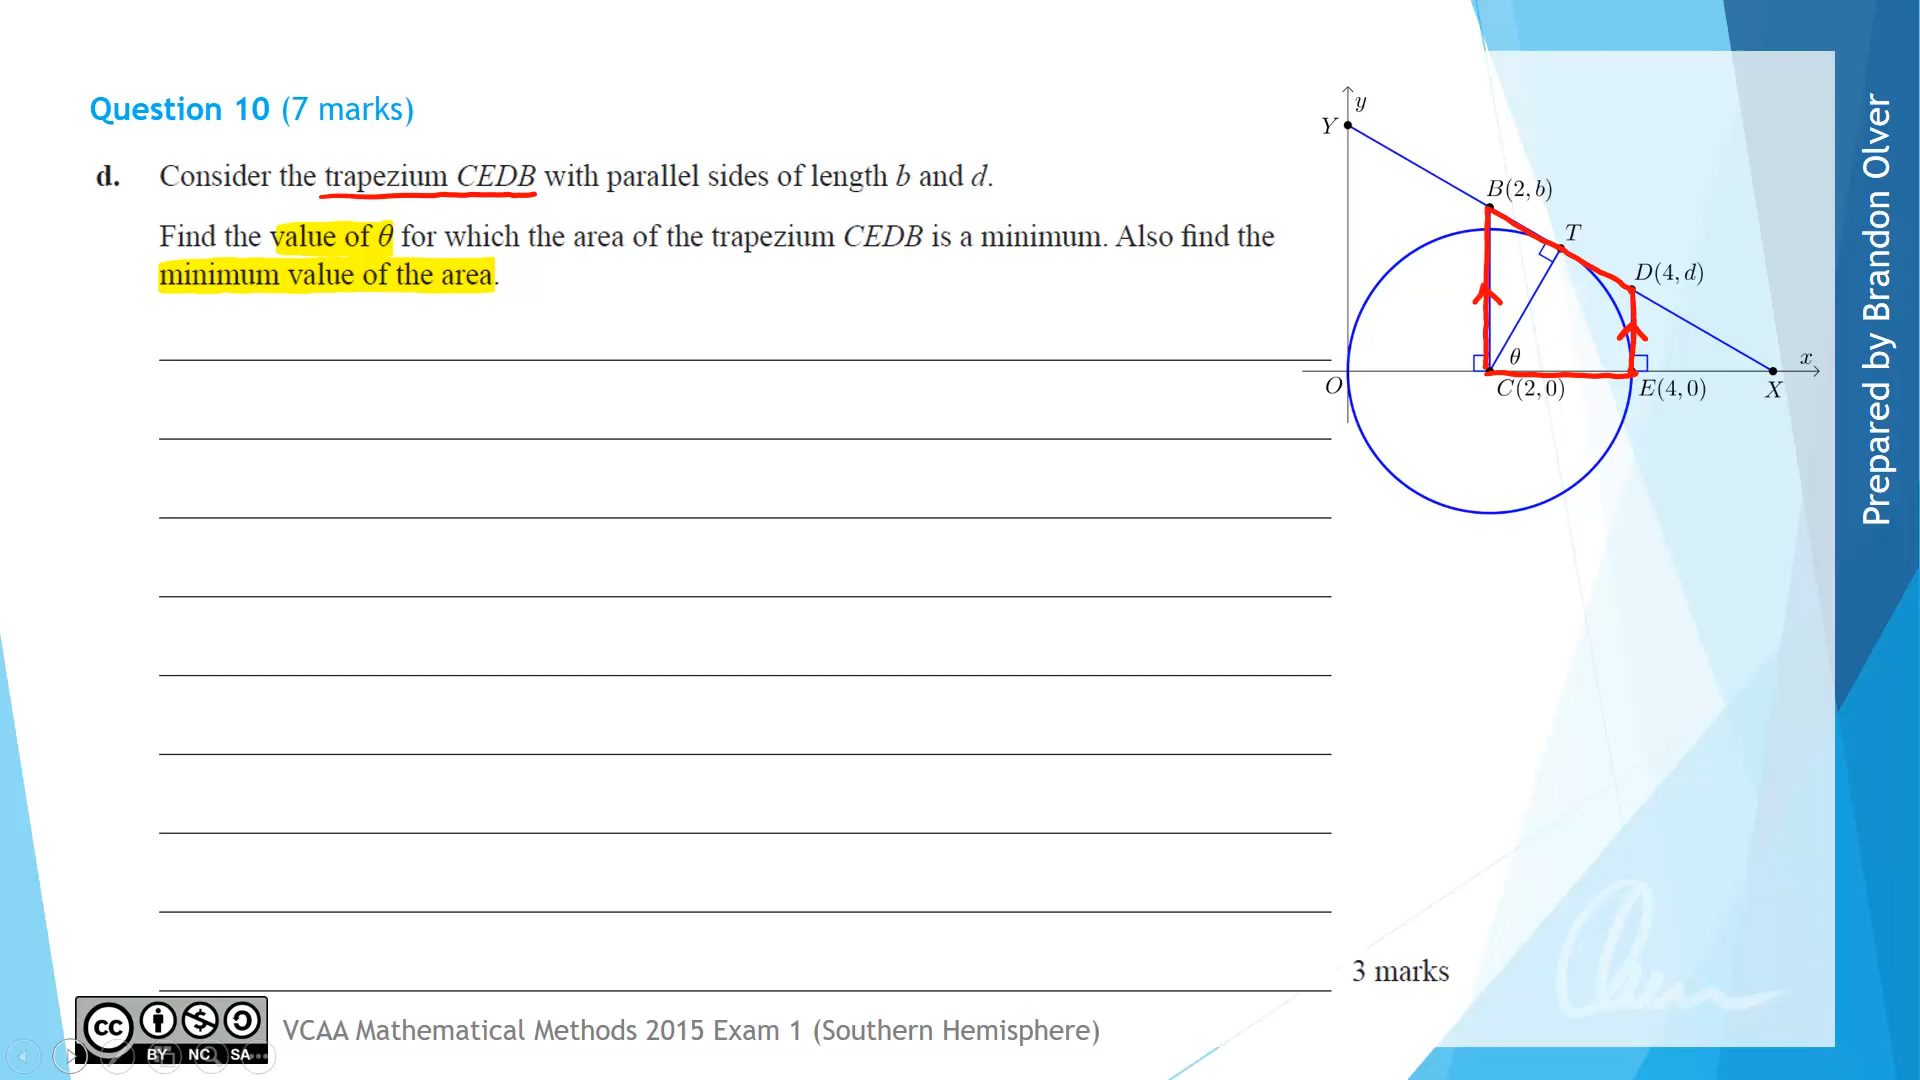 Question 10 (7 marks)
d. Consider the trapezium CEDB with parallel sides of length b and d.
Find the value of θ for which the area of the trapezium CEDB is a minimum. Also find the
minimum value of the area.
y
Y
B(2, b)
T
D(4, d)
θ
x
O
C(2, 0)
E(4, 0)
X
3 marks
Prepared by Brandon Olver
cc
BY NC SA
VCAA Mathematical Methods 2015 Exam 1 (Southern Hemisphere)